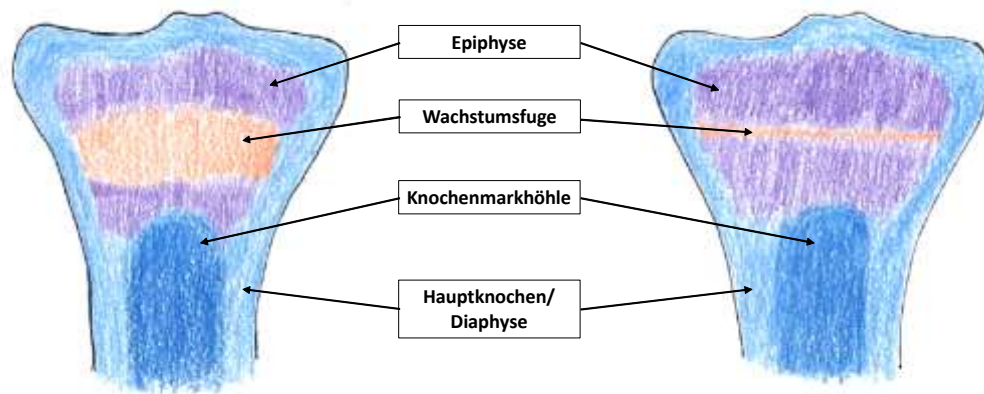 Epiphyse
Wachstumsfuge
Knochenmarkhöhle
Hauptknochen/
Diaphyse